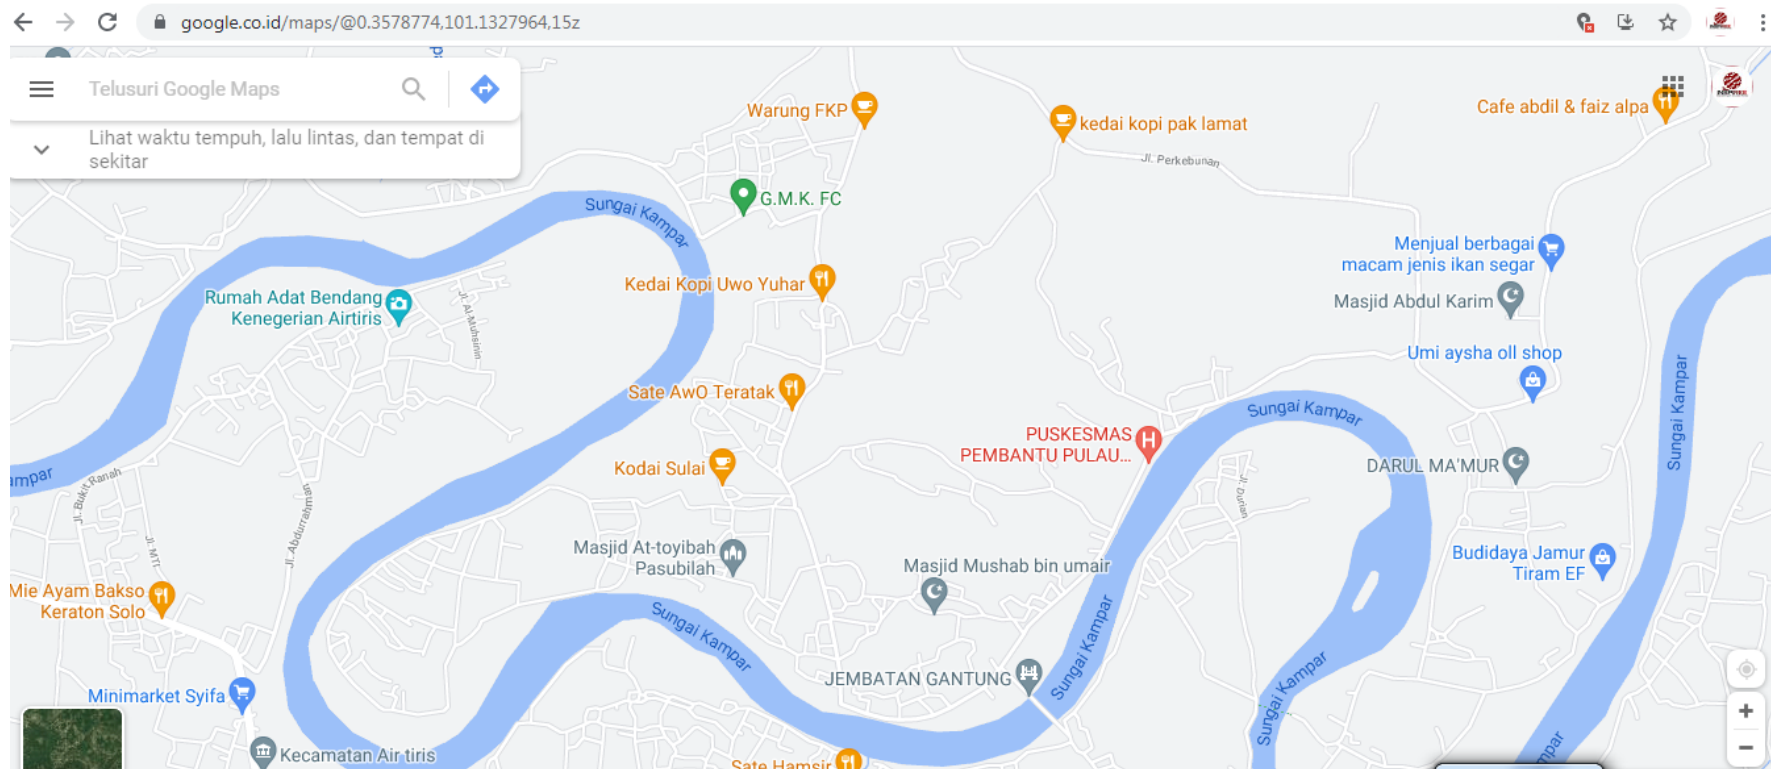 google.co.id/maps/@0.3578774,101.1327964,15z
Telusuri Google Maps
Lihat waktu tempuh, lalu lintas, dan tempat di
sekitar
Warung FKP
kedai kopi pak lamat
Cafe abdil & faiz alpa
Jl. Perkebunan
G.M.K. FC
Sungai Kampar
Menjual berbagai
macam jenis ikan segar
Kedai Kopi Uwo Yuhar
Rumah Adat Bendang
Kenegerian Airtiris
Jl. Al-Muhsinin
Masjid Abdul Karim
Umi aysha oll shop
Sungai Kampar
Sate AwO Teratak
Sungai Kampar
PUSKESMAS
PEMBANTU PULAU...
Kodai Sulai
DARUL MA'MUR
ampar
Jl. Bukit Ranah
Jl. Durian
Jl. Abdurrahman
Jl. MTI
Masjid At-toyibah
Pasubilah
Masjid Mushab bin umair
Budidaya Jamur
Tiram EF
Mie Ayam Bakso
Keraton Solo
Sungai Kampar
Sungai Kampar
JEMBATAN GANTUNG
Sungai Kampar
Minimarket Syifa
Kecamatan Air tiris
Sate Hamsir
mpar